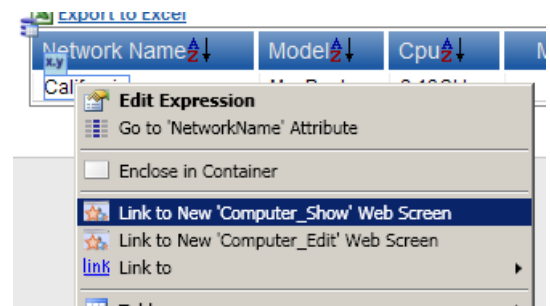 Export to Excel
Network Name Model Cpu M
x.y
Edit Expression
Go to 'NetworkName' Attribute
Enclose in Container
Link to New 'Computer_Show' Web Screen
Link to New 'Computer_Edit' Web Screen
link Link to